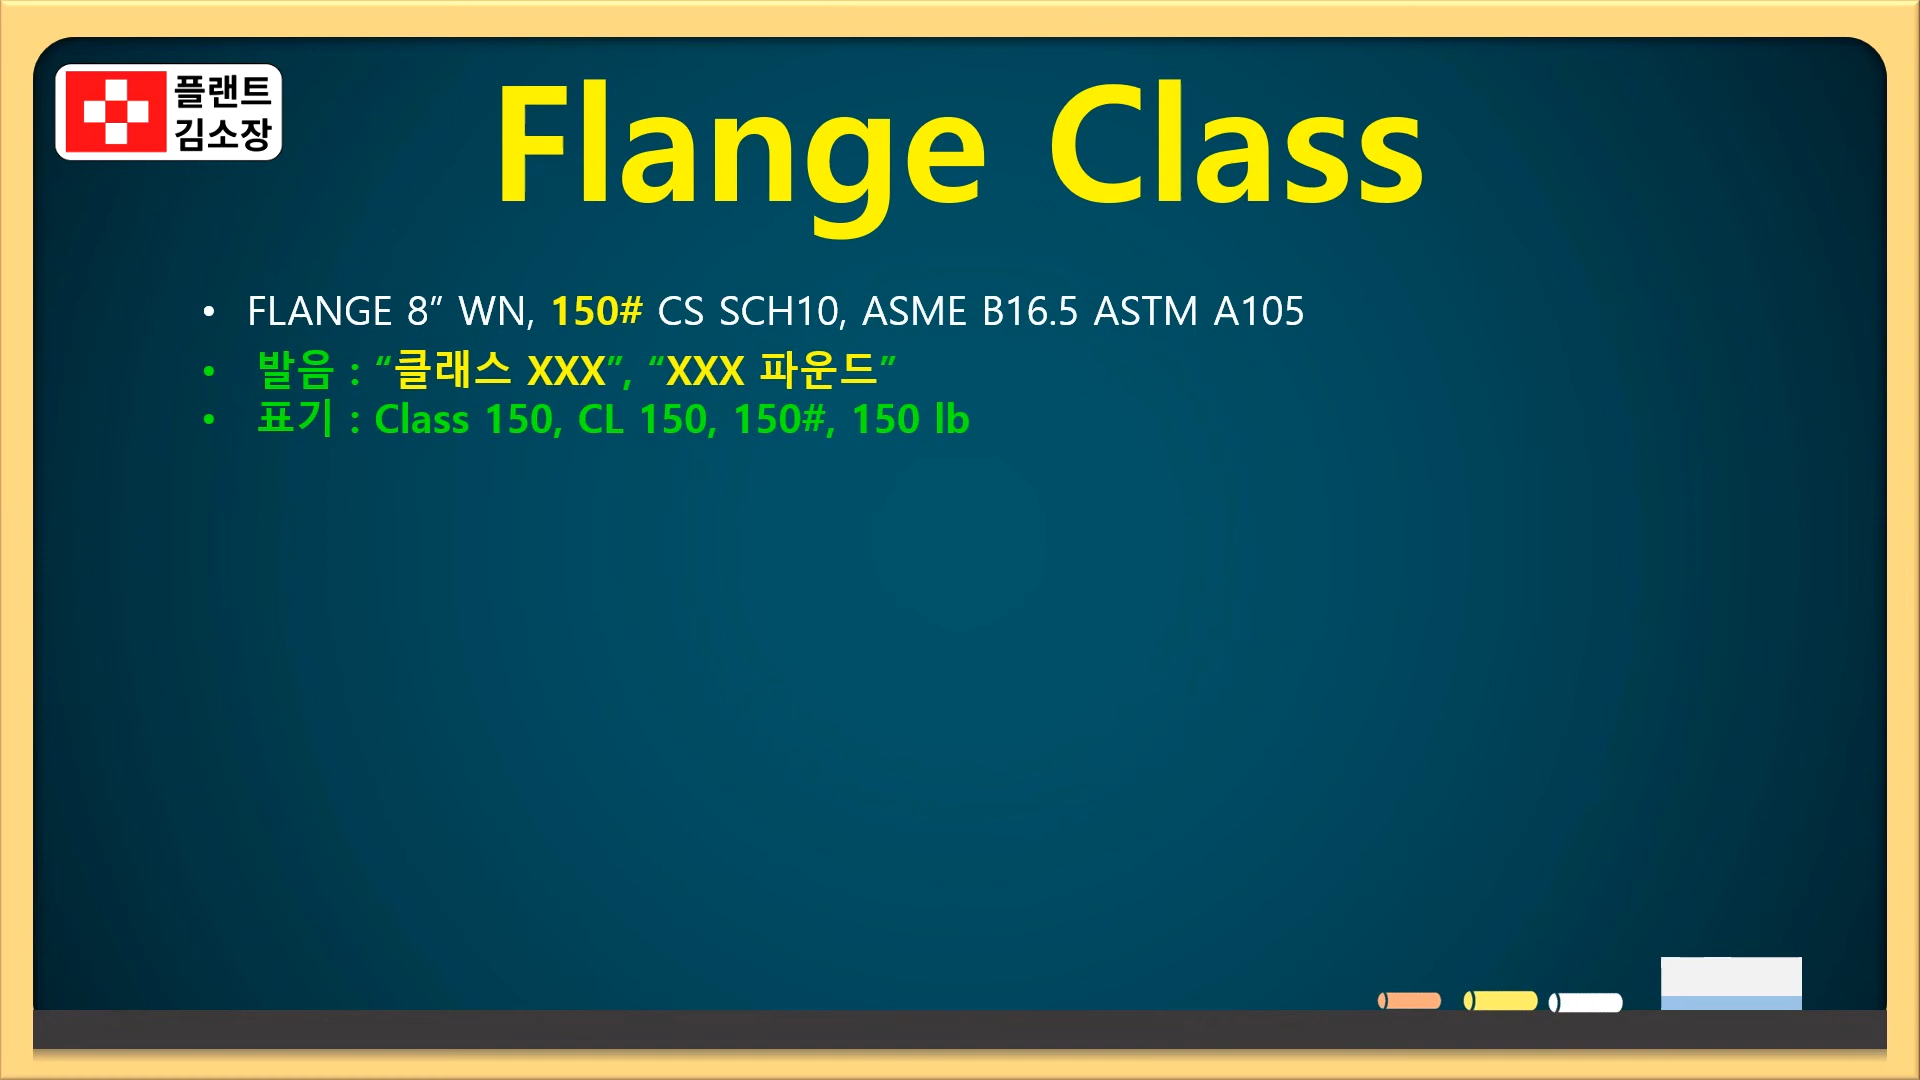 플랜트
김소장
Flange Class
• FLANGE 8” WN, 150# CS SCH10, ASME B16.5 ASTM A105
• 발음 : “클래스 XXX”, “XXX 파운드”
• 표기 : Class 150, CL 150, 150#, 150 lb